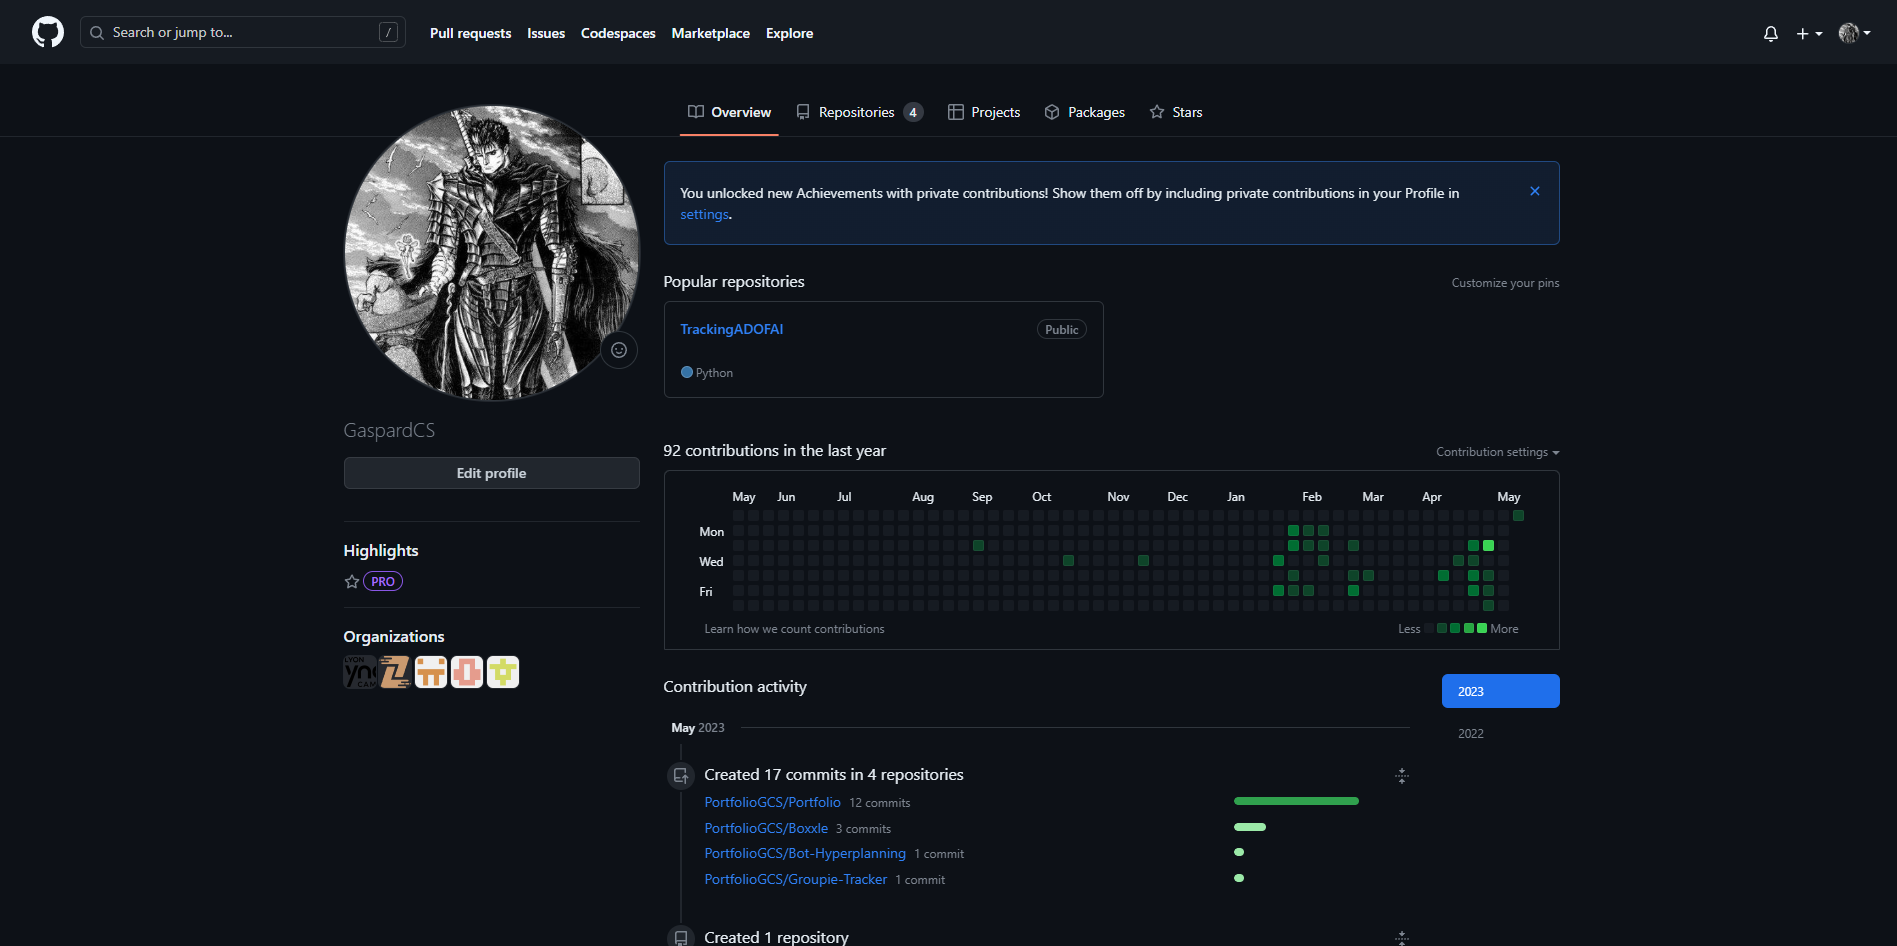 Search or jump to...
/
Pull requests
Issues
Codespaces
Marketplace
Explore
Overview
Repositories 4
Projects
Packages
Stars
You unlocked new Achievements with private contributions! Show them off by including private contributions in your Profile in
settings.
GaspardCS
Edit profile
Highlights
PRO
Organizations
LYON
Popular repositories
Customize your pins
TrackingADOFAI
Public
Python
92 contributions in the last year
Contribution settings
May Jun Jul Aug Sep Oct Nov Dec Jan Feb Mar Apr May
Mon
Wed
Fri
Learn how we count contributions
Less
More
Contribution activity
2023
2022
May 2023
Created 17 commits in 4 repositories
PortfolioGCS/Portfolio 12 commits
PortfolioGCS/Boxxle 3 commits
PortfolioGCS/Bot-Hyperplanning 1 commit
PortfolioGCS/Groupie-Tracker 1 commit
Created 1 repository